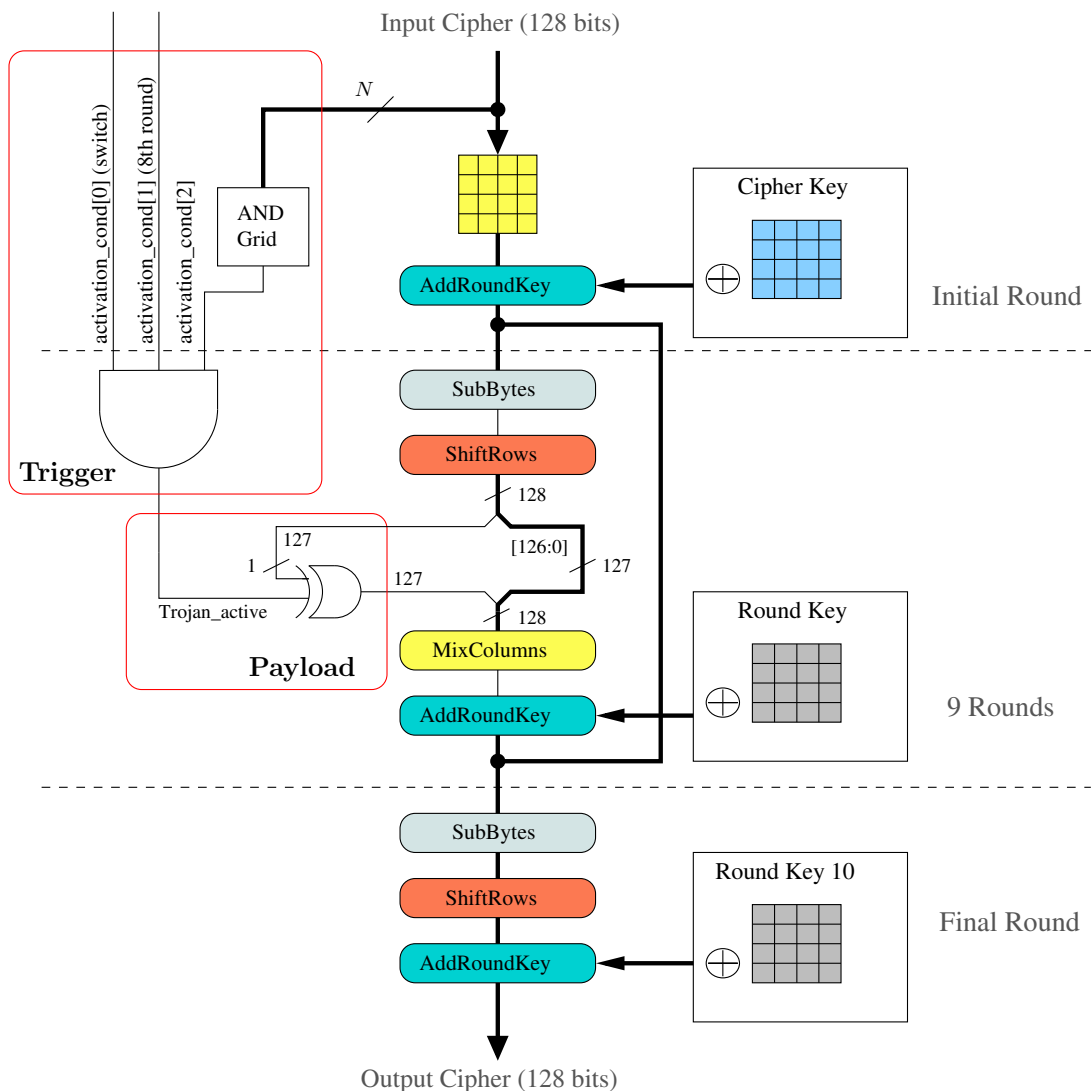 Input Cipher (128 bits)
N
activation_cond[0] (switch)
activation_cond[1] (8th round)
activation_cond[2]
AND
Grid
Cipher Key
AddRoundKey
Initial Round
SubBytes
ShiftRows
Trigger
128
127
[126:0]
1
127
127
Trojan_active
128
Round Key
MixColumns
Payload
AddRoundKey
9 Rounds
SubBytes
Round Key 10
ShiftRows
Final Round
AddRoundKey
Output Cipher (128 bits)